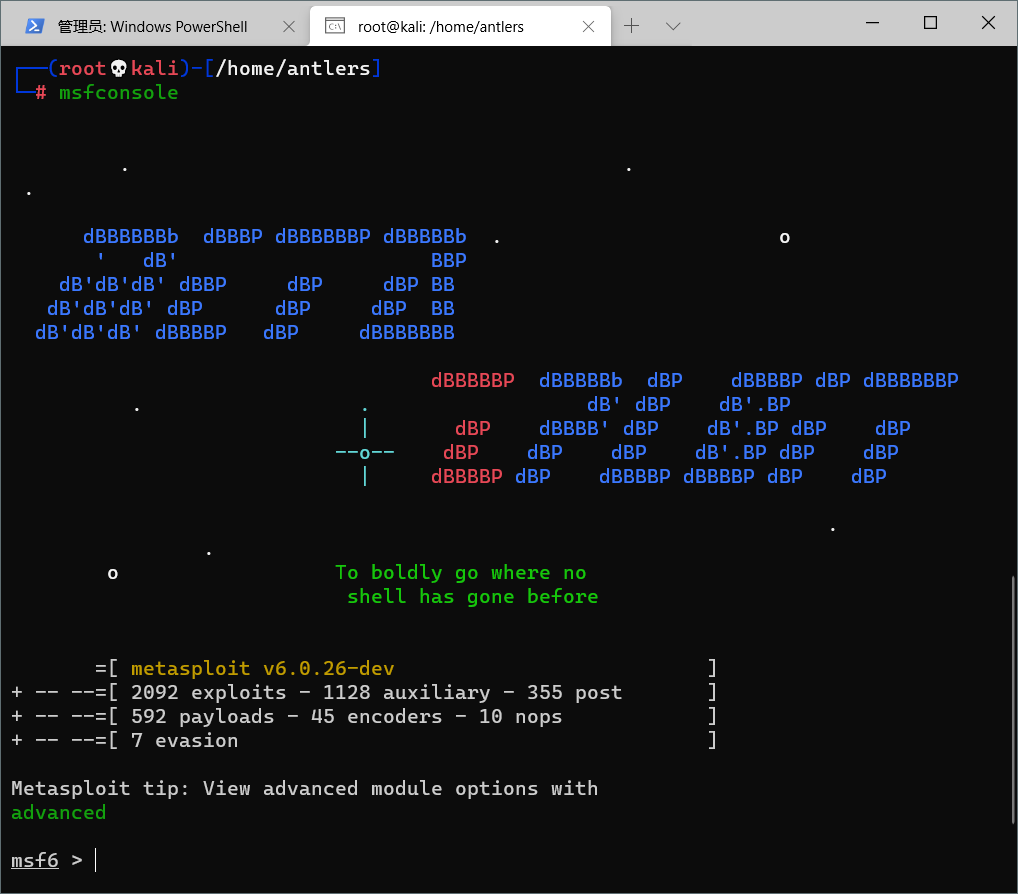 管理员: Windows PowerShell
root@kali: /home/antlers
┌──(root💀kali)-[/home/antlers]
└─# msfconsole
.                                         .
.
dBBBBBBb  dBBBP dBBBBBBP dBBBBBb  .                       o
'   dB'                     BBP
dB'dB'dB' dBBP     dBP     dBP BB
dB'dB'dB' dBP      dBP     dBP  BB
dB'dB'dB' dBBBBP   dBP     dBBBBBBB
dBBBBBP  dBBBBBb  dBP    dBBBBP dBP dBBBBBBP
.                  .                  dB' dBP    dB'.BP
|       dBP    dBBBB' dBP    dB'.BP dBP    dBP
--o--    dBP    dBP    dBP    dB'.BP dBP    dBP
|     dBBBBP dBP    dBBBBP dBBBBP dBP    dBP
.
.
o                  To boldly go where no
shell has gone before
=[ metasploit v6.0.26-dev                          ]
+ -- --=[ 2092 exploits - 1128 auxiliary - 355 post       ]
+ -- --=[ 592 payloads - 45 encoders - 10 nops            ]
+ -- --=[ 7 evasion                                       ]
Metasploit tip: View advanced module options with
advanced
msf6 >